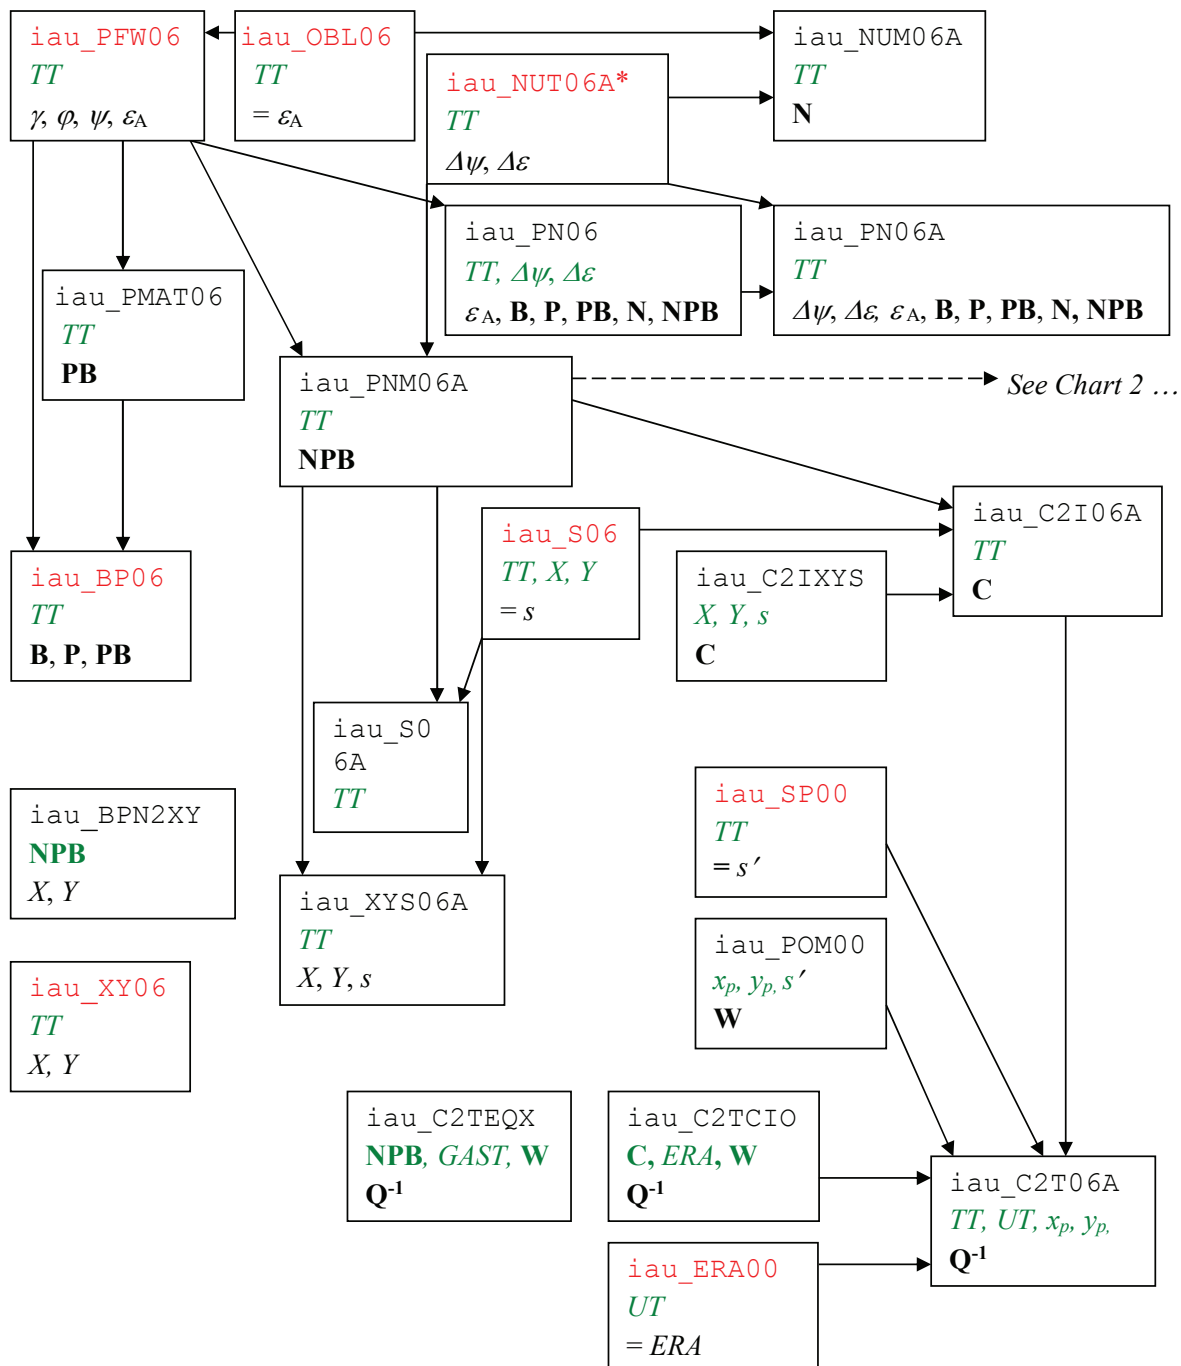 iau_PFW06
TT
γ, φ, ψ, εA
iau_OBL06
TT
= εA
iau_NUT06A*
TT
Δψ, Δε
iau_NUM06A
TT
N
iau_PN06
TT, Δψ, Δε
εA, B, P, PB, N, NPB
iau_PN06A
TT
Δψ, Δε, εA, B, P, PB, N, NPB
iau_PMAT06
TT
PB
iau_PNM06A
TT
NPB
See Chart 2 …
iau_BP06
TT
B, P, PB
iau_S06
TT, X, Y
= s
iau_C2IXYS
X, Y, s
C
iau_C2I06A
TT
C
iau_S0
6A
TT
iau_BPN2XY
NPB
X, Y
iau_XYS06A
TT
X, Y, s
iau_SP00
TT
= s′
iau_POM00
xp, yp, s′
W
iau_XY06
TT
X, Y
iau_C2TEQX
NPB, GAST, W
Q-1
iau_C2TCIO
C, ERA, W
Q-1
iau_C2T06A
TT, UT, xp, yp,
Q-1
iau_ERA00
UT
= ERA